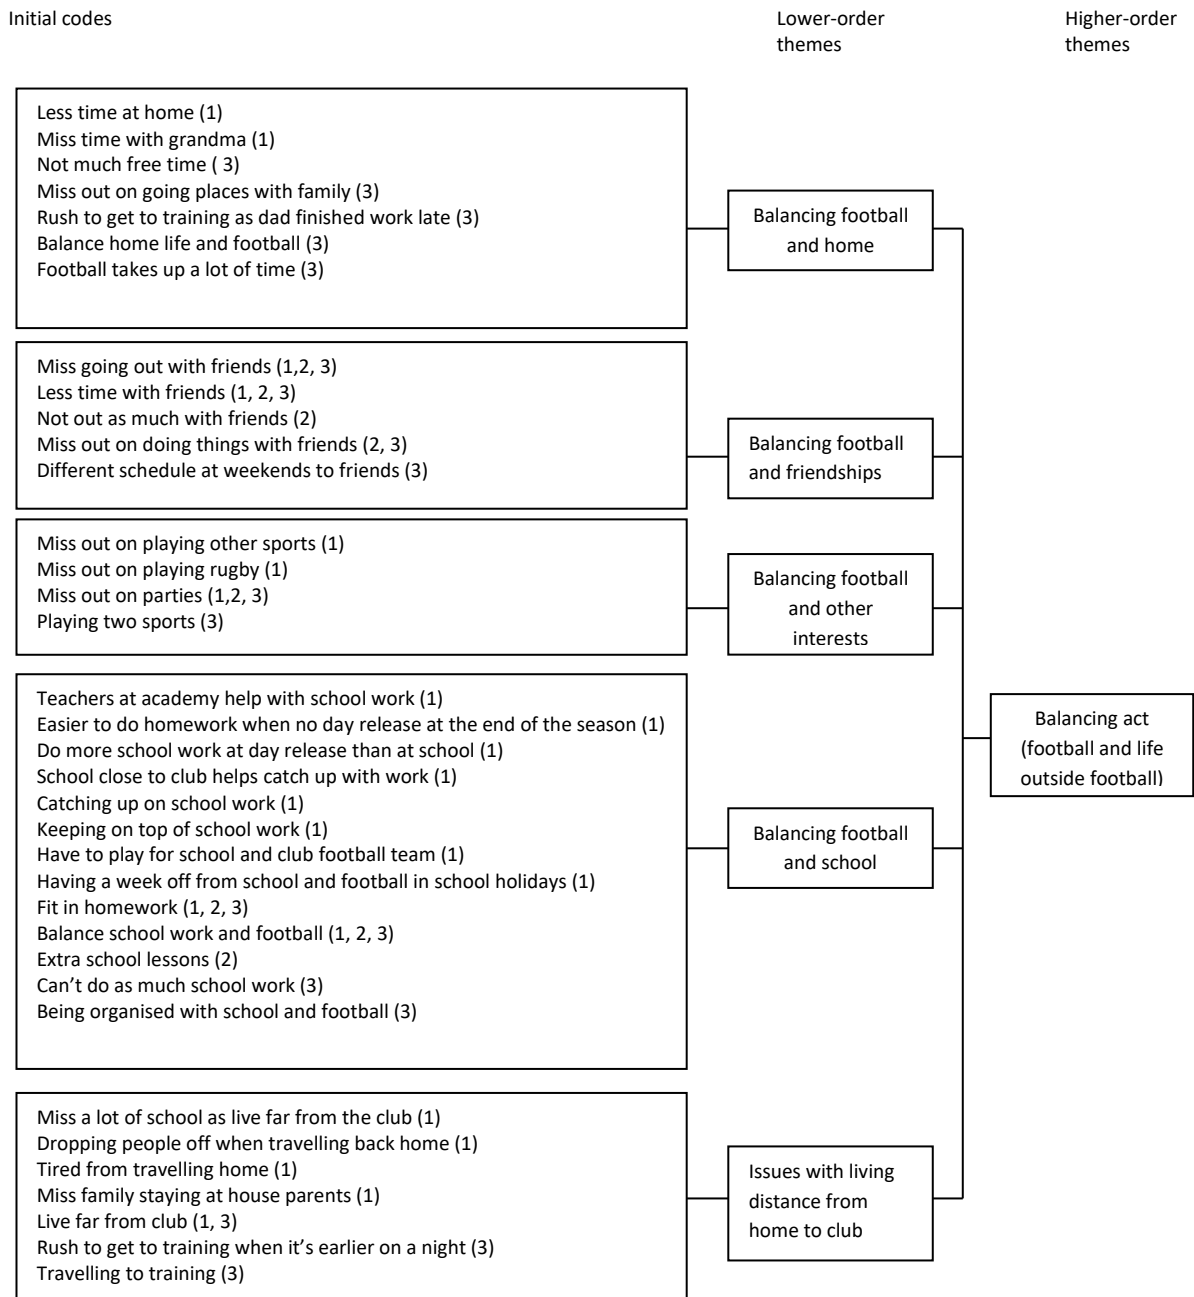 Initial codes
Lower-order
themes
Higher-order
themes
Less time at home (1)
Miss time with grandma (1)
Not much free time ( 3)
Miss out on going places with family (3)
Rush to get to training as dad finished work late (3)
Balance home life and football (3)
Football takes up a lot of time (3)
Balancing football
and home
Miss going out with friends (1,2, 3)
Less time with friends (1, 2, 3)
Not out as much with friends (2)
Miss out on doing things with friends (2, 3)
Different schedule at weekends to friends (3)
Balancing football
and friendships
Miss out on playing other sports (1)
Miss out on playing rugby (1)
Miss out on parties (1,2, 3)
Playing two sports (3)
Balancing football
and other
interests
Teachers at academy help with school work (1)
Easier to do homework when no day release at the end of the season (1)
Do more school work at day release than at school (1)
School close to club helps catch up with work (1)
Catching up on school work (1)
Keeping on top of school work (1)
Have to play for school and club football team (1)
Having a week off from school and football in school holidays (1)
Fit in homework (1, 2, 3)
Balance school work and football (1, 2, 3)
Extra school lessons (2)
Can’t do as much school work (3)
Being organised with school and football (3)
Balancing football
and school
Balancing act
(football and life
outside football)
Miss a lot of school as live far from the club (1)
Dropping people off when travelling back home (1)
Tired from travelling home (1)
Miss family staying at house parents (1)
Live far from club (1, 3)
Rush to get to training when it’s earlier on a night (3)
Travelling to training (3)
Issues with living
distance from
home to club